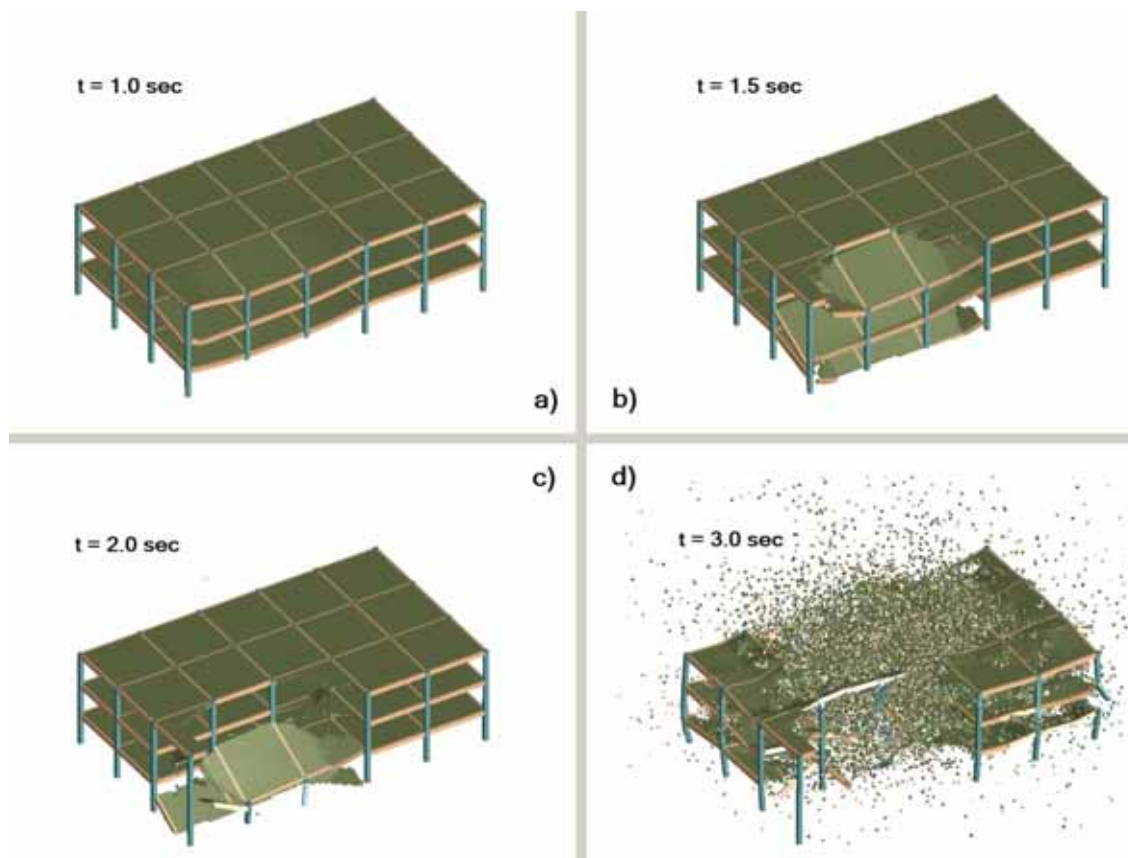 t = 1.0 sec
a)
t = 1.5 sec
b)
c)
t = 2.0 sec
d)
t = 3.0 sec